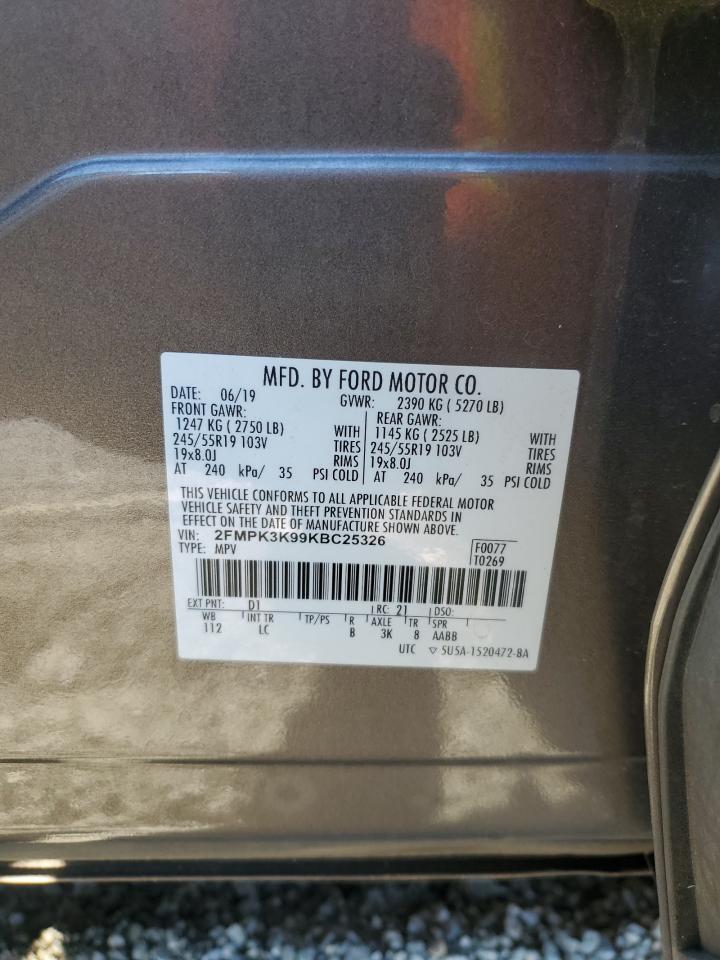 MFD. BY FORD MOTOR CO.
DATE: 06/19 GVWR: 2390 KG ( 5270 LB)
FRONT GAWR: REAR GAWR:
1247 KG ( 2750 LB) WITH 1145 KG ( 2525 LB) WITH
245/55R19 103V TIRES 245/55R19 103V TIRES
19x8.0J RIMS 19x8.0J RIMS
AT 240 kPa/ 35 PSI COLD AT 240 kPa/ 35 PSI COLD
THIS VEHICLE CONFORMS TO ALL APPLICABLE FEDERAL MOTOR
VEHICLE SAFETY AND THEFT PREVENTION STANDARDS IN
EFFECT ON THE DATE OF MANUFACTURE SHOWN ABOVE.
VIN: 2FMPK3K99KBC25326 F0077
TYPE: MPV T0269
EXT PNT: D1 RC: 21 DSO:
WB INT TR TP/PS R AXLE TR SPR
112 LC B 3K 8 AABB
UTC ▽ 5U5A-1520472-BA